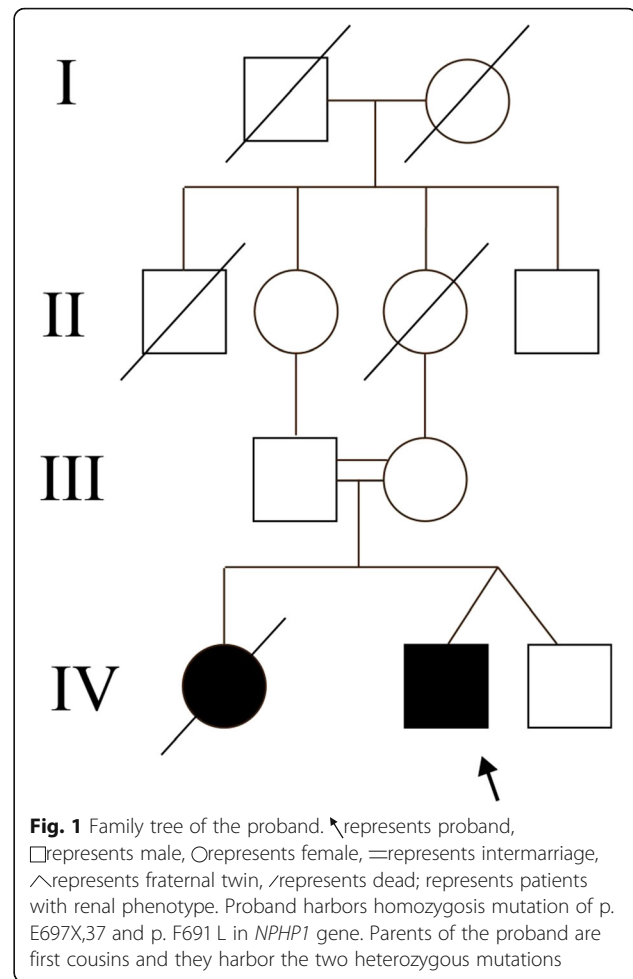 I
II
III
IV
Fig. 1 Family tree of the proband. ↖represents proband,
□represents male, ○represents female, ═represents intermarriage,
︿represents fraternal twin, ∕represents dead; represents patients
with renal phenotype. Proband harbors homozygosis mutation of p.
E697X,37 and p. F691 L in NPHP1 gene. Parents of the proband are
first cousins and they harbor the two heterozygous mutations